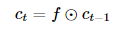 c_t = f ⊙ c_{t−1}